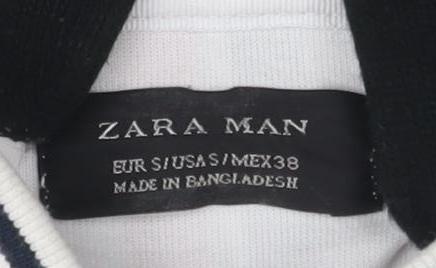 ZARA MAN
EUR S/USA S/MEX 38
MADE IN BANGLADESH